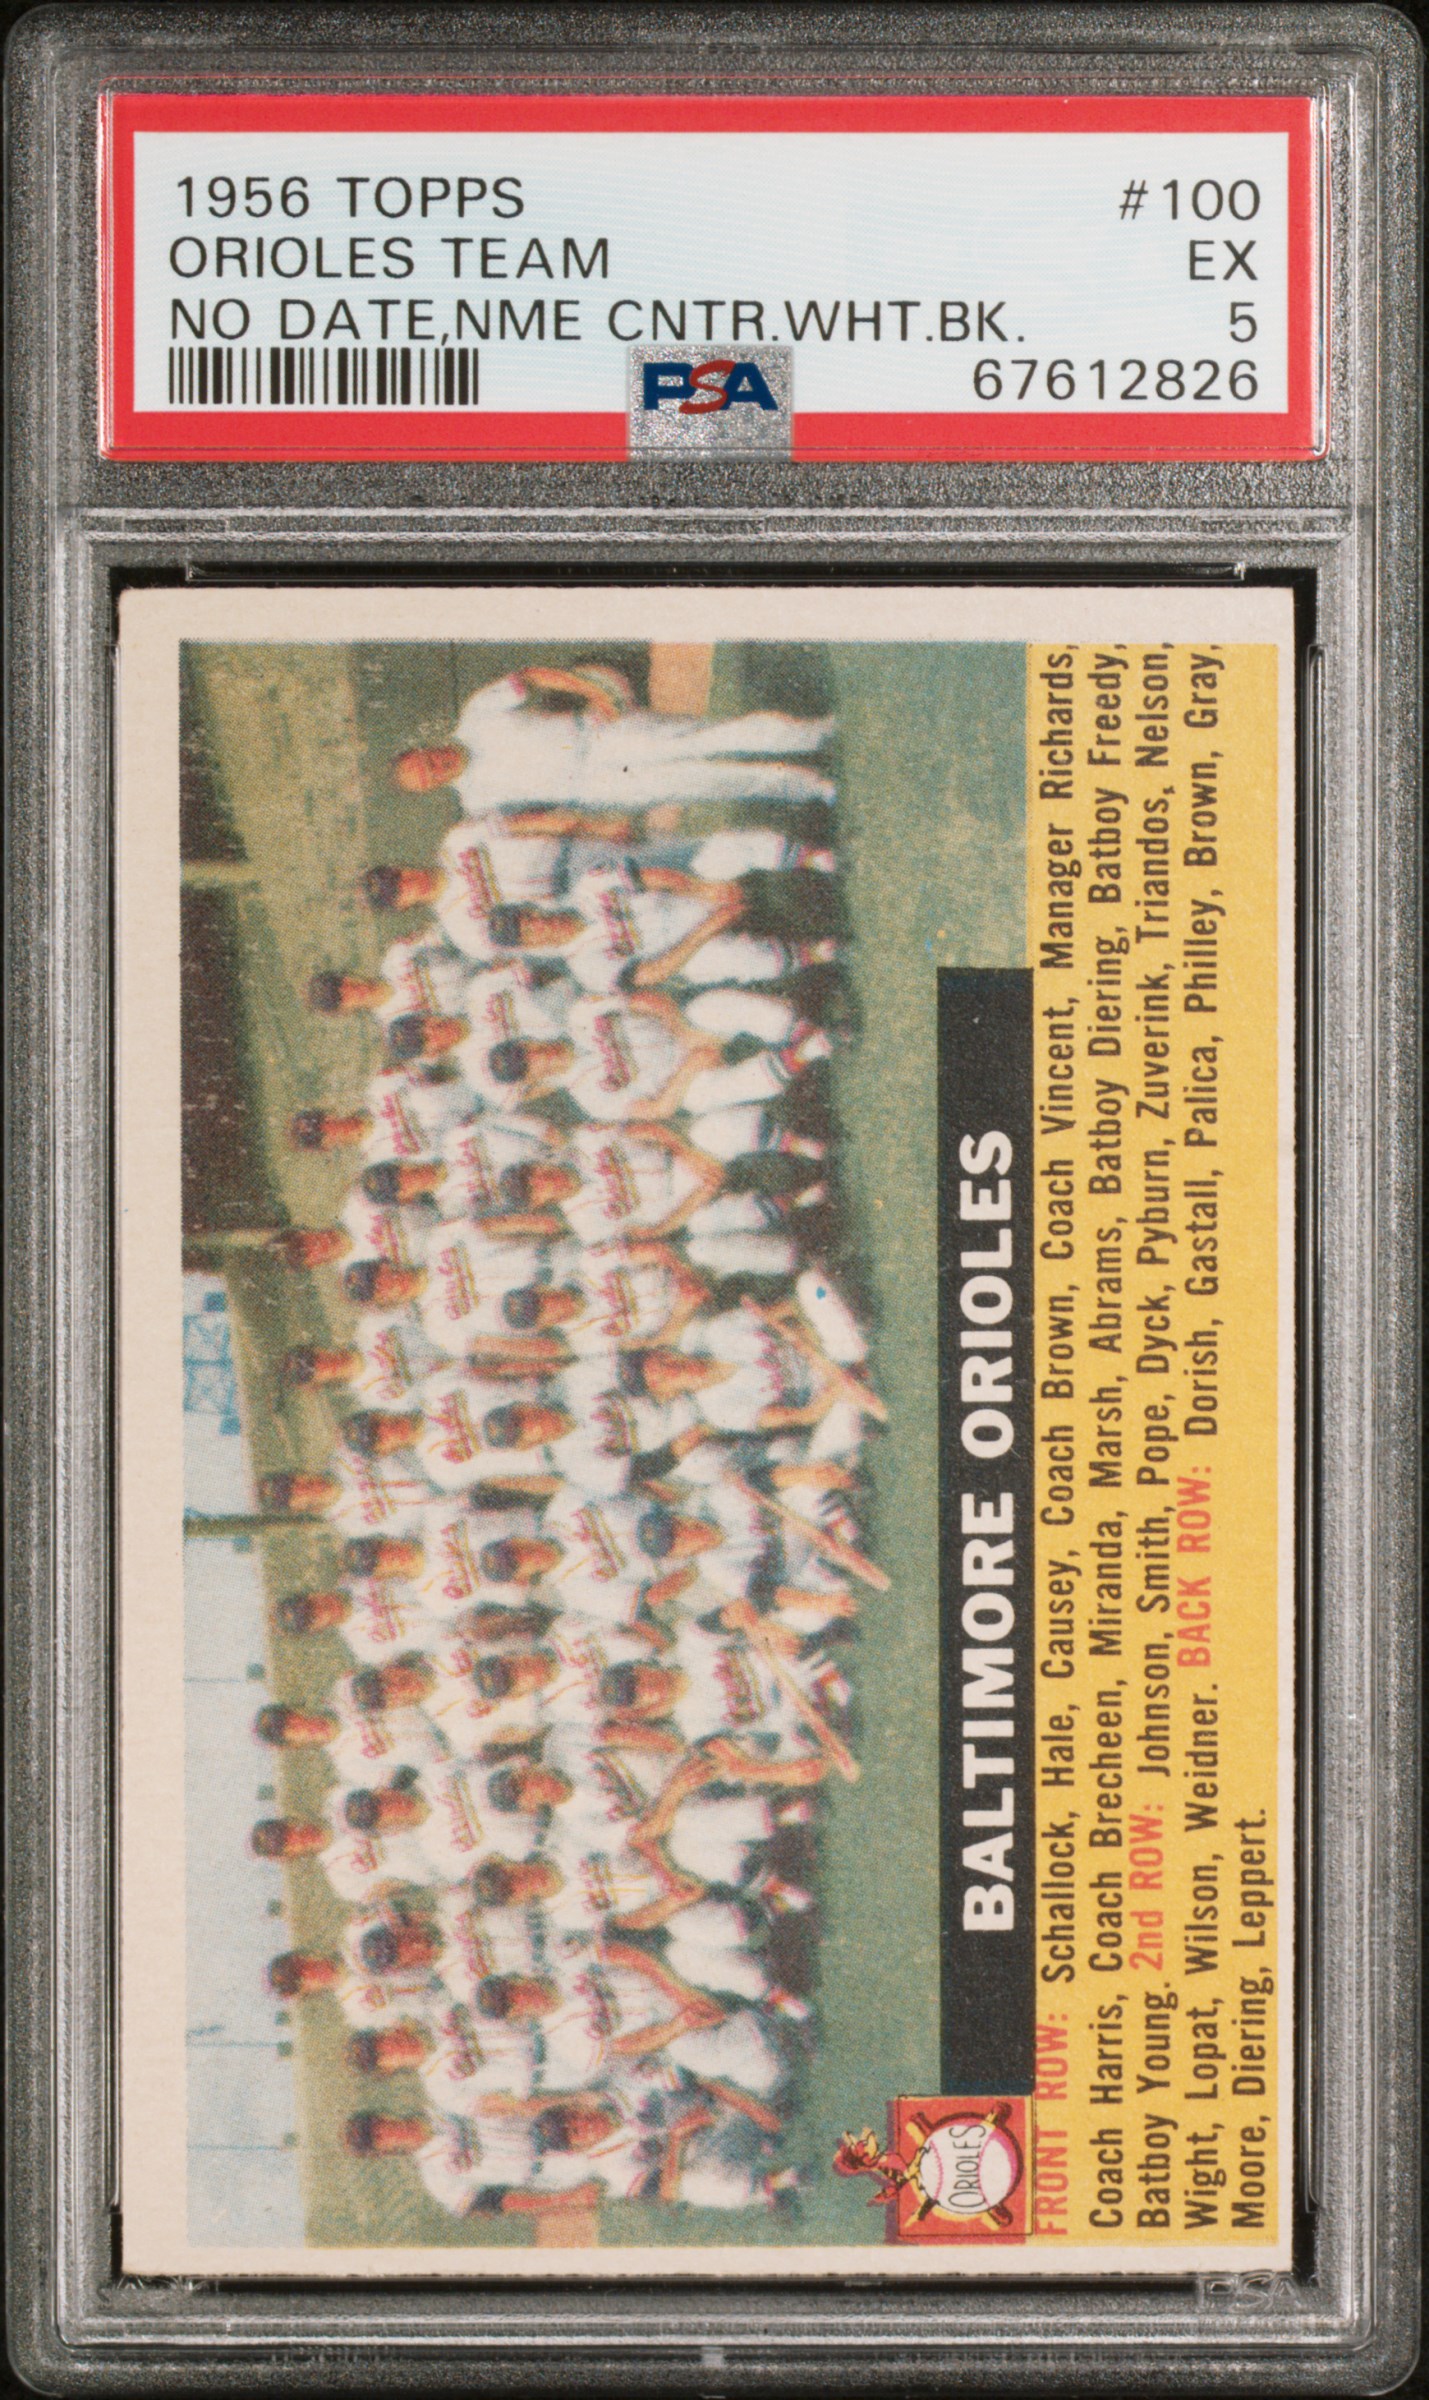 1956 TOPPS #100
ORIOLES TEAM EX
NO DATE,NME CNTR.WHT.BK. 5
67612826
PSA
BALTIMORE ORIOLES
ORIOLES
FRONT ROW: Schallock, Hale, Causey, Coach Brown, Coach Vincent, Manager Richards,
Coach Harris, Coach Brecheen, Miranda, Marsh, Abrams, Batboy Diering, Batboy Freedy,
Batboy Young. 2nd ROW: Johnson, Smith, Pope, Dyck, Pyburn, Zuverink, Triandos, Nelson,
Wight, Lopat, Wilson, Weidner. BACK ROW: Dorish, Gastall, Palica, Philley, Brown, Gray,
Moore, Diering, Leppert.
PSA